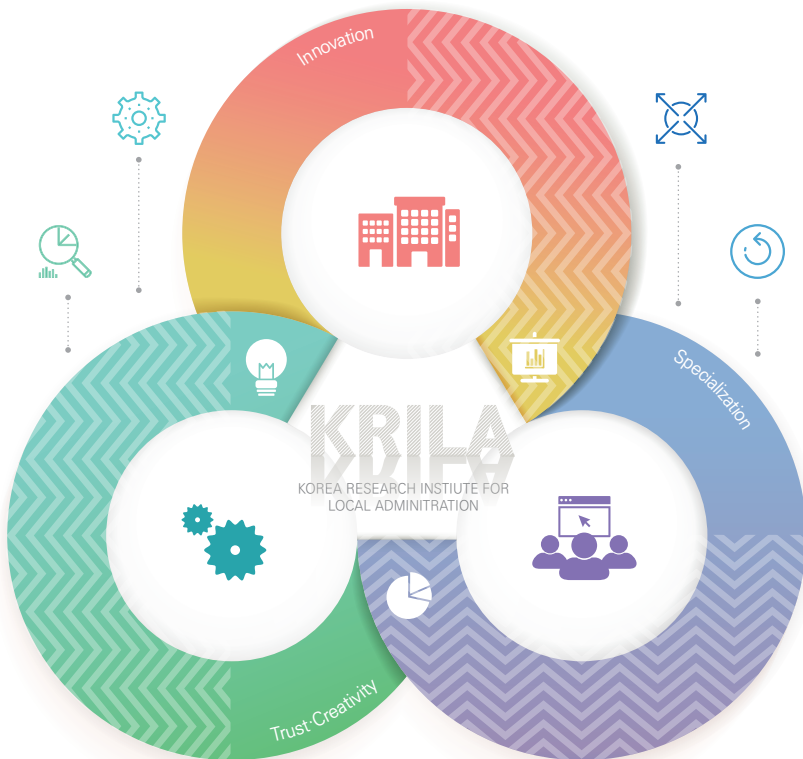 Innovation
Specialization
KRILA
KOREA RESEARCH INSTIUTE FOR
LOCAL ADMINITRATION
Trust·Creativity